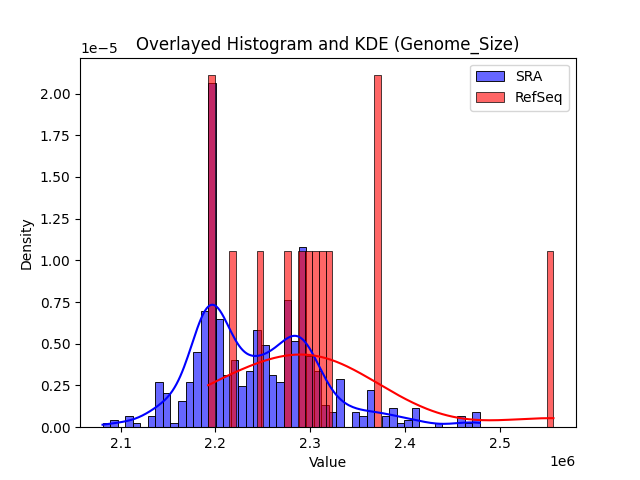 Overlayed Histogram and KDE (Genome_Size)
1e−5
SRA
RefSeq
2.00
1.75
1.50
1.25
1.00
0.75
0.50
0.25
0.00
Density
2.1
2.2
2.3
2.4
2.5
Value
1e6